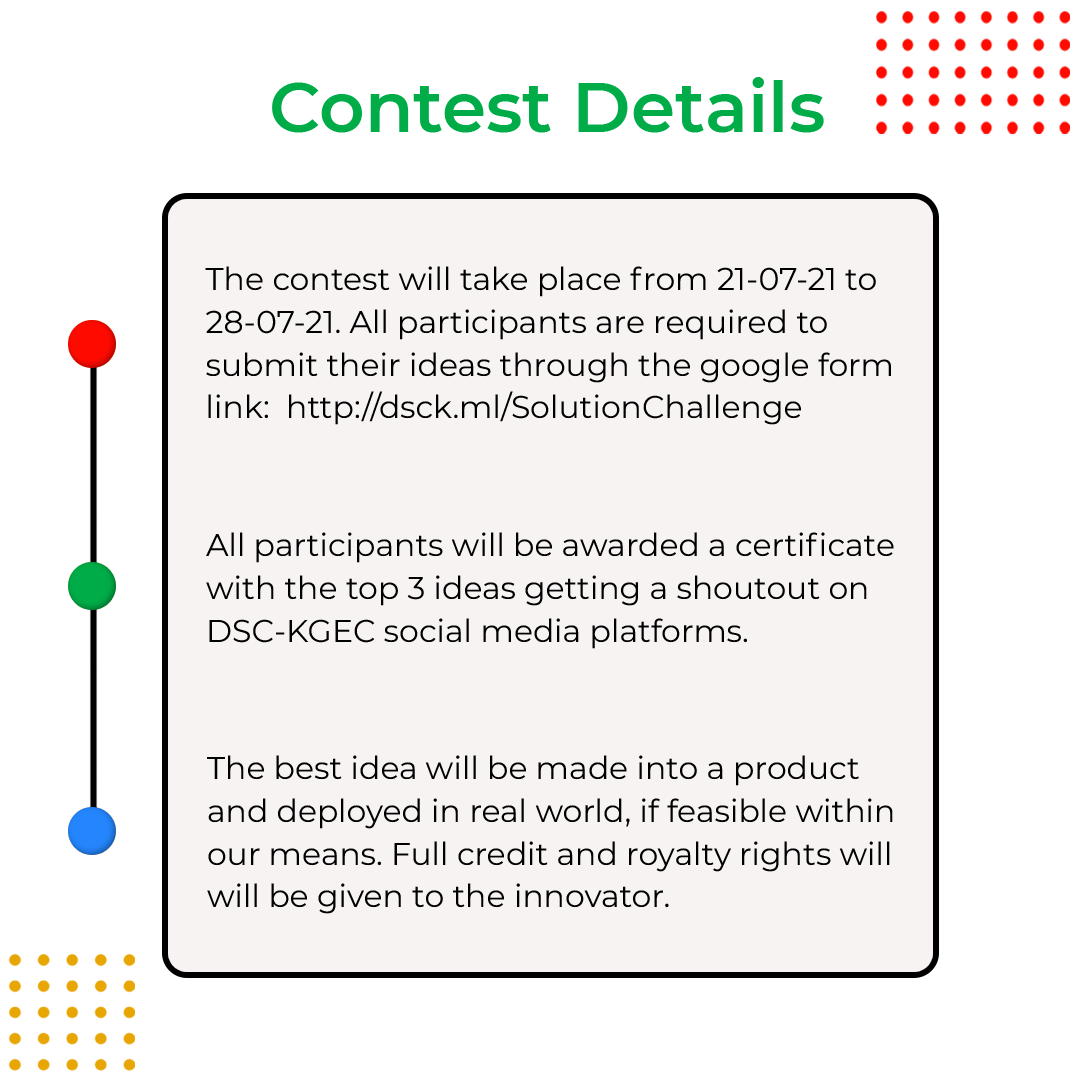 Contest Details
The contest will take place from 21-07-21 to
28-07-21. All participants are required to
submit their ideas through the google form
link:  http://dsck.ml/SolutionChallenge
All participants will be awarded a certificate
with the top 3 ideas getting a shoutout on
DSC-KGEC social media platforms.
The best idea will be made into a product
and deployed in real world, if feasible within
our means. Full credit and royalty rights will
will be given to the innovator.